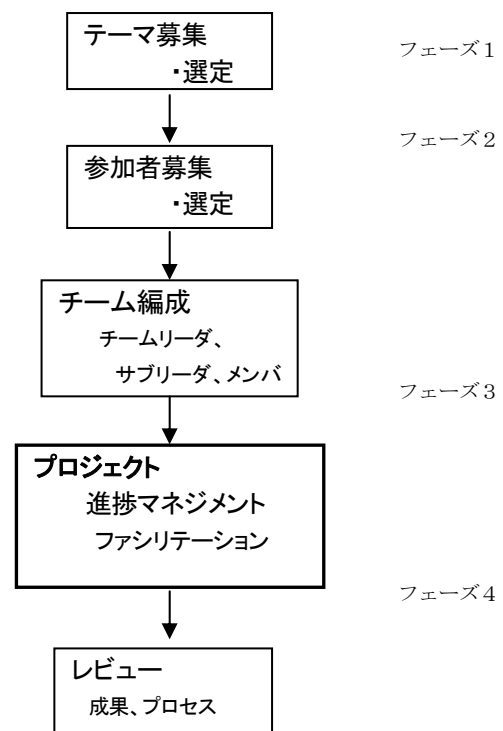 テーマ募集
・選定
フェーズ１
フェーズ２
参加者募集
・選定
チーム編成
チームリーダ、
サブリーダ、メンバ
フェーズ３
プロジェクト
進捗マネジメント
ファシリテーション
フェーズ４
レビュー
成果、プロセス